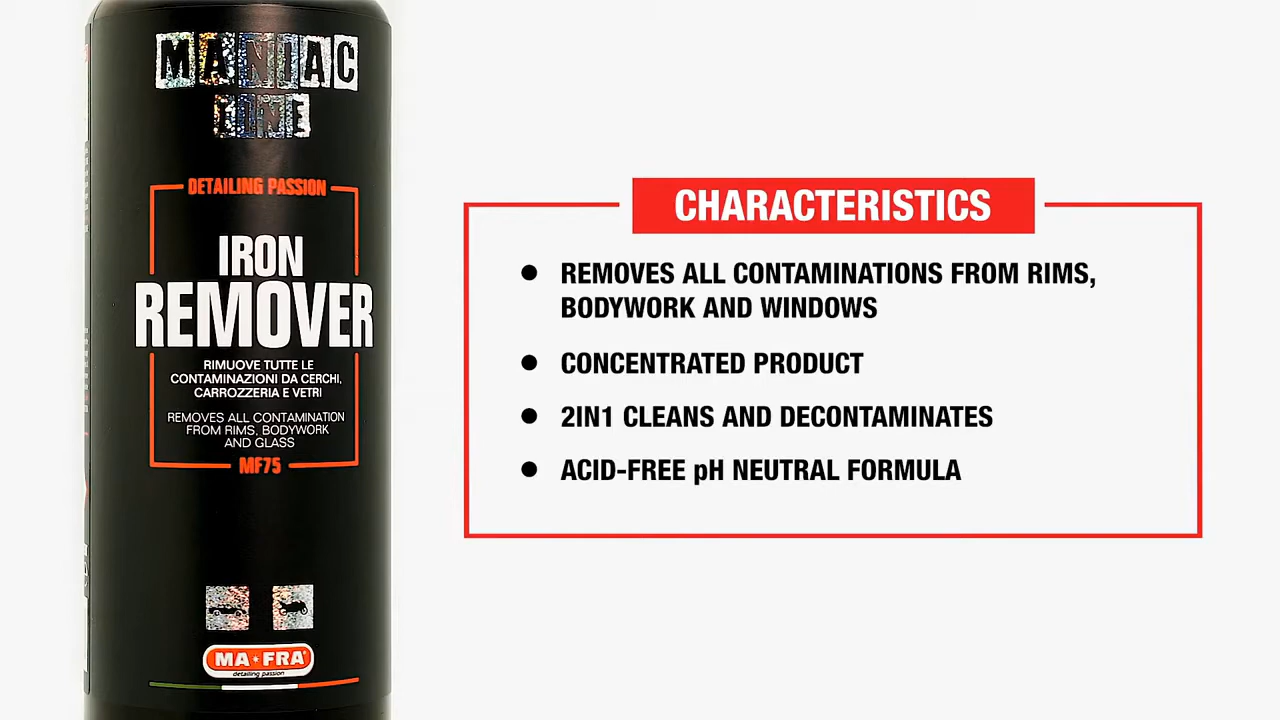 MANIAC
LINE
DETAILING PASSION
IRON
REMOVER
RIMUOVE TUTTE LE
CONTAMINAZIONI DA CERCHI,
CARROZZERIA E VETRI
REMOVES ALL CONTAMINATION
FROM RIMS, BODYWORK
AND GLASS
MF75
MA*FRA®
detailing passion
CHARACTERISTICS
● REMOVES ALL CONTAMINATIONS FROM RIMS,
BODYWORK AND WINDOWS
● CONCENTRATED PRODUCT
● 2IN1 CLEANS AND DECONTAMINATES
● ACID-FREE pH NEUTRAL FORMULA